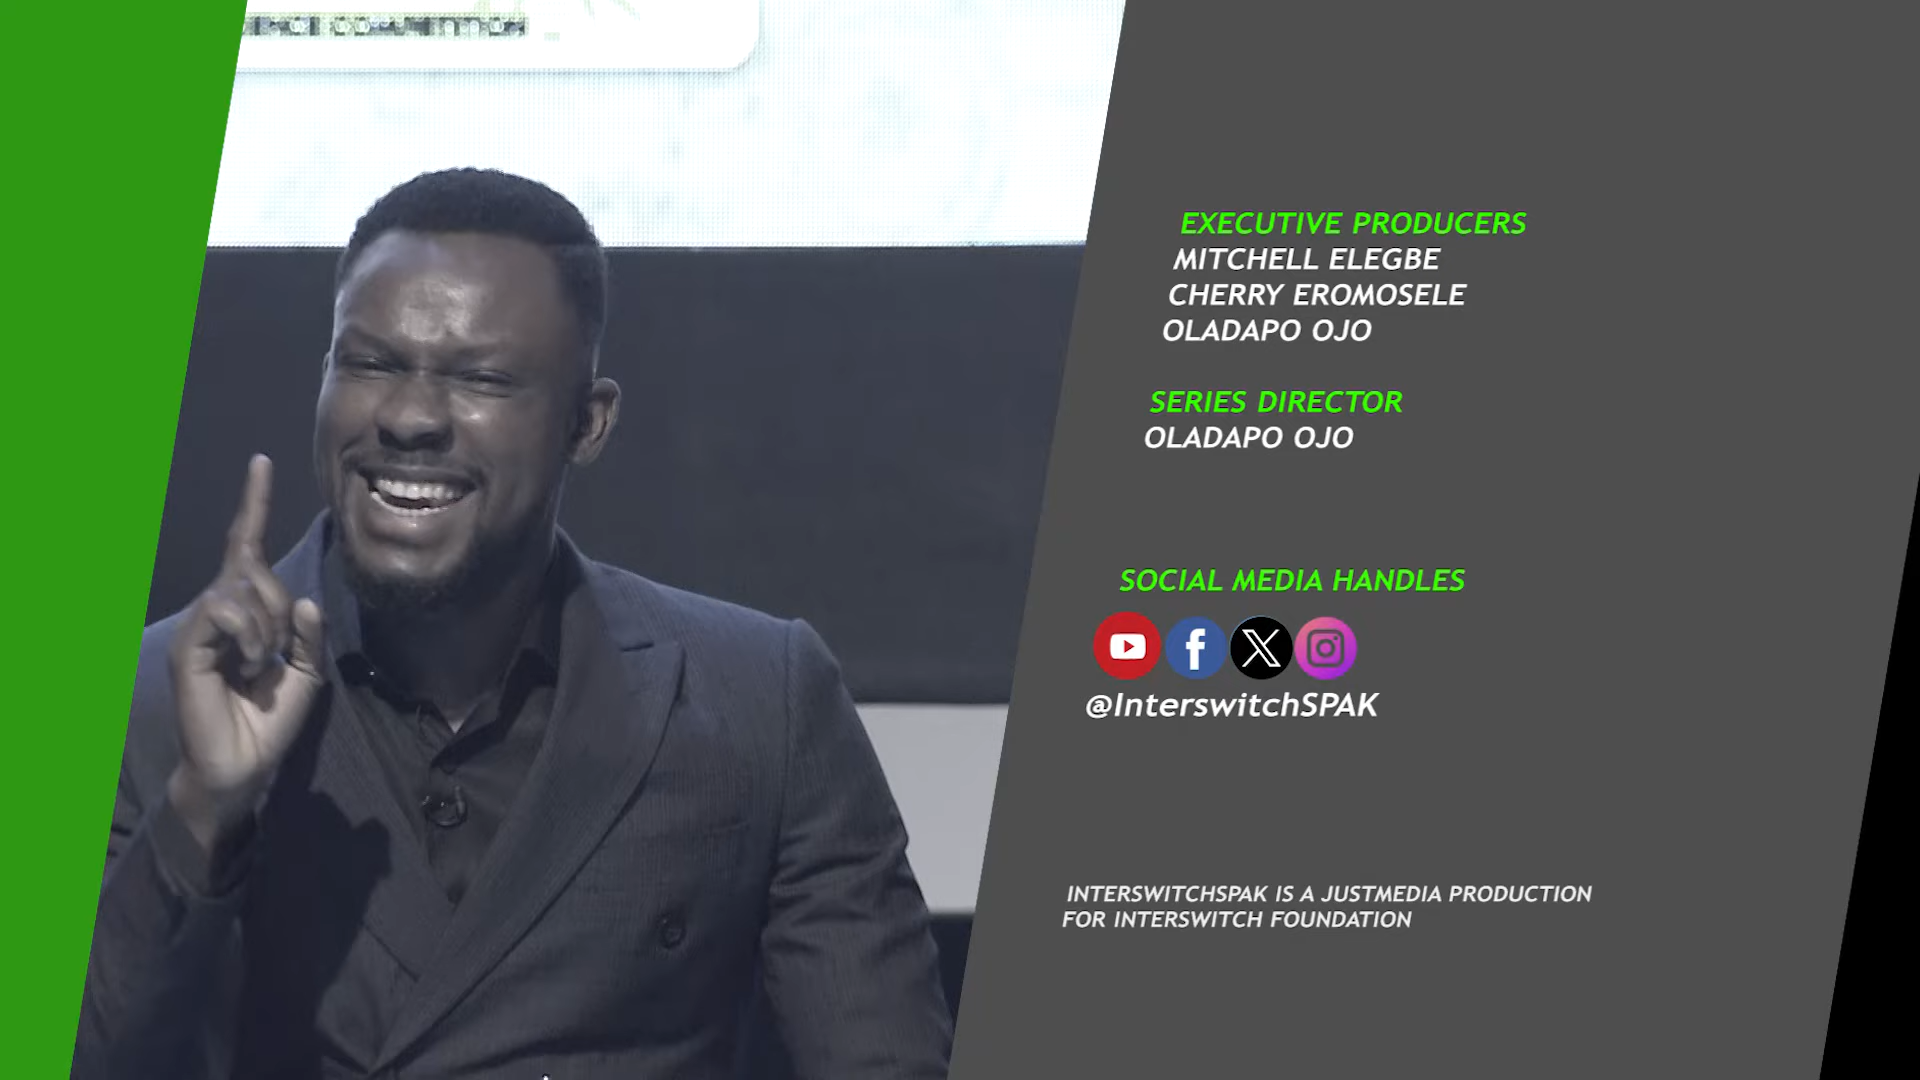 EXECUTIVE PRODUCERS
MITCHELL ELEGBE
CHERRY EROMOSELE
OLADAPO OJO
SERIES DIRECTOR
OLADAPO OJO
SOCIAL MEDIA HANDLES
@InterswitchSPAK
INTERSWITCHSPAK IS A JUSTMEDIA PRODUCTION
FOR INTERSWITCH FOUNDATION